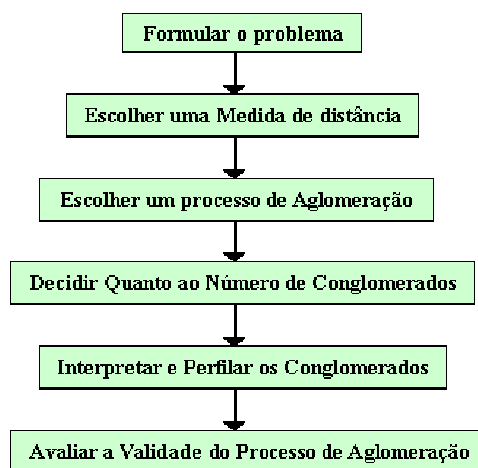 Formular o problema
Escolher uma Medida de distância
Escolher um processo de Aglomeração
Decidir Quanto ao Número de Conglomerados
Interpretar e Perfilar os Conglomerados
Avaliar a Validade do Processo de Aglomeração